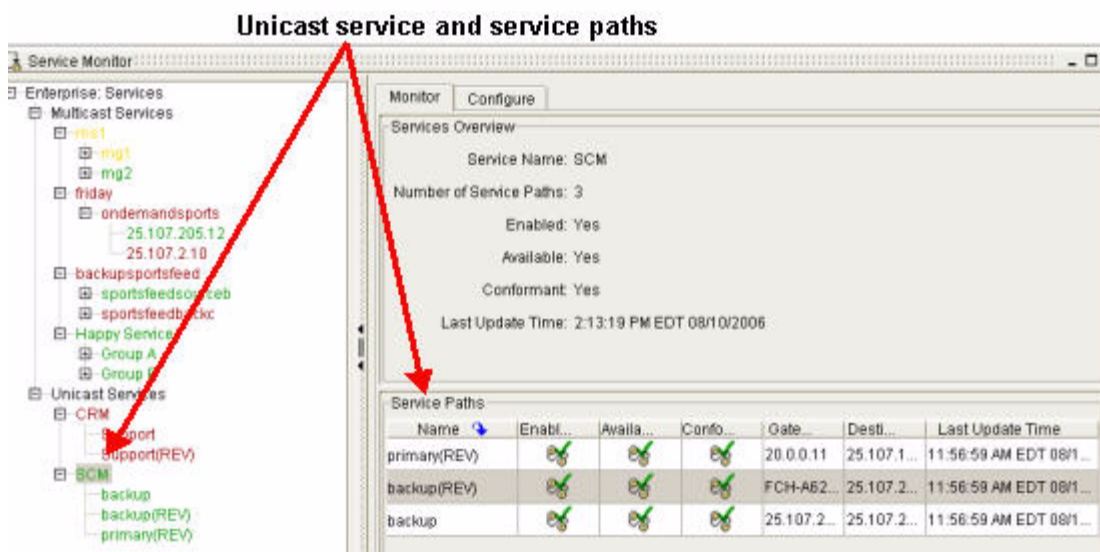 Unicast service and service paths
Service Monitor
Enterprise: Services
Multicast Services
ms1
mg1
mg2
friday
ondemandsports
25.107.205.12
25.107.2.10
backupsportsfeed
sportsfeedsourceb
sportsfeedbackc
Happy Service
Group A
Group
Unicast Services
CRM
Support
Support(REV)
SCM
backup
backup(REV)
primary(REV)
Monitor Configure
Services Overview
Service Name: SCM
Number of Service Paths: 3
Enabled: Yes
Available: Yes
Conformant: Yes
Last Update Time: 2:13:19 PM EDT 08/10/2006
Service Paths
Name Enabl... Availa... Confo... Gate... Desti... Last Update Time
primary(REV) 20.0.0.11 25.107.1... 11:56:59 AM EDT 08/1...
backup(REV) FCH-A62... 25.107.2... 11:56:59 AM EDT 08/1...
backup 25.107.2... 25.107.2... 11:56:59 AM EDT 08/1...